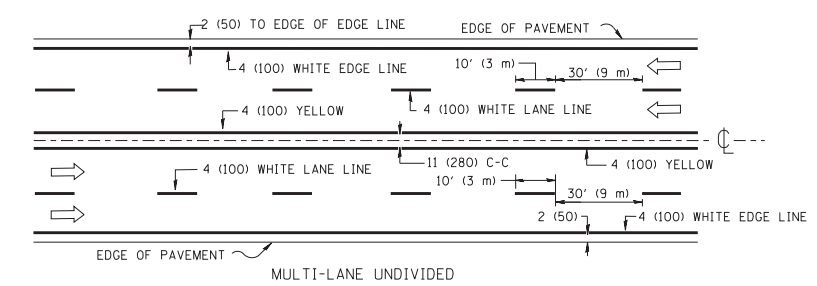 2 (50) TO EDGE OF EDGE LINE
EDGE OF PAVEMENT
4 (100) WHITE EDGE LINE
10' (3 m)
30' (9 m)
4 (100) YELLOW
4 (100) WHITE LANE LINE
℄
4 (100) WHITE LANE LINE
11 (280) C-C
4 (100) YELLOW
10' (3 m)
30' (9 m)
2 (50)
4 (100) WHITE EDGE LINE
EDGE OF PAVEMENT
MULTI-LANE UNDIVIDED